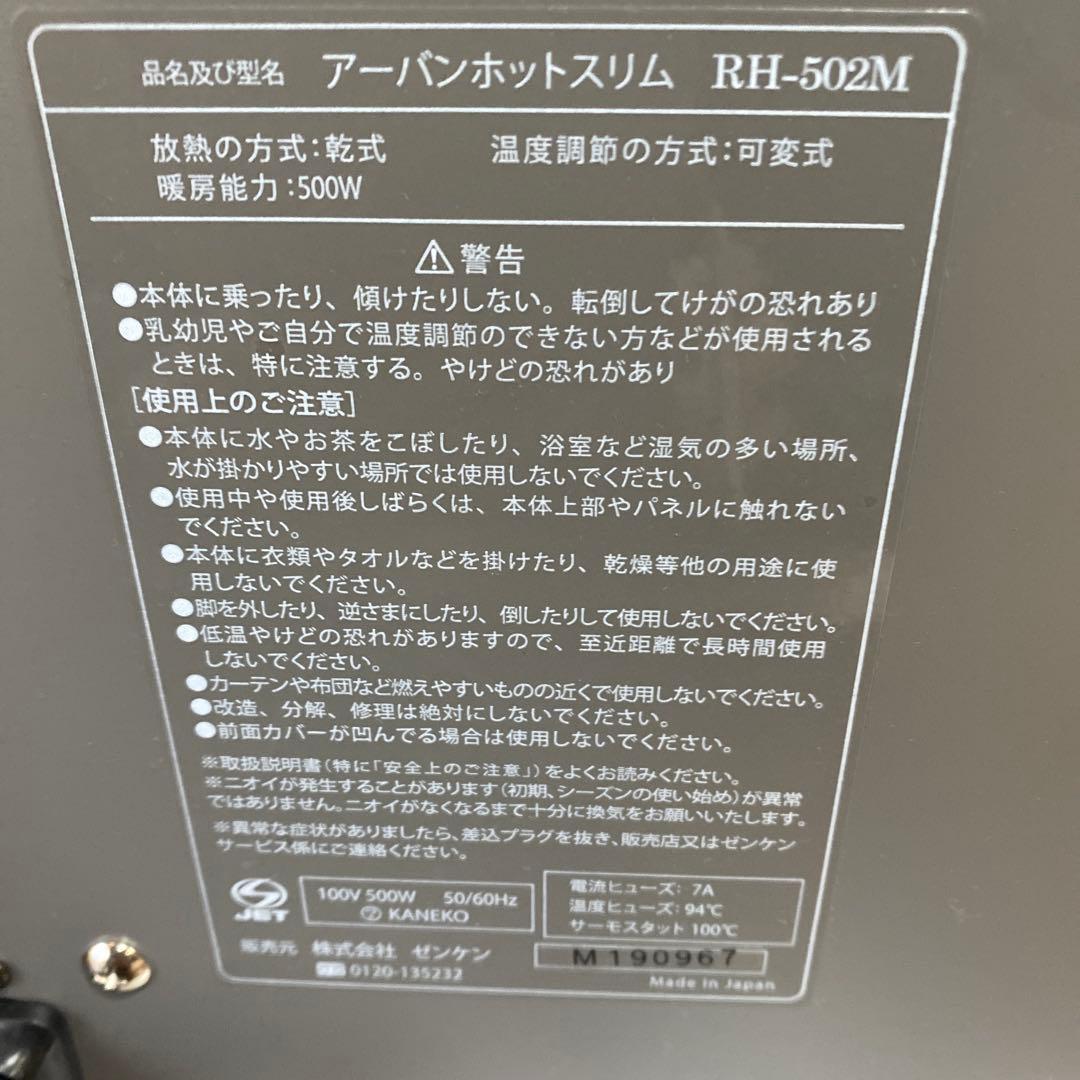 品名及び型名 アーバンホットスリム RH-502M
放熱の方式:乾式 温度調節の方式:可変式
暖房能力:500W
⚠警告
●本体に乗ったり、傾けたりしない。転倒してけがの恐れあり
●乳幼児やご自分で温度調節のできない方などが使用される
ときは、特に注意する。やけどの恐れがあり
[使用上のご注意]
●本体に水やお茶をこぼしたり、浴室など湿気の多い場所、
水が掛かりやすい場所では使用しないでください。
●使用中や使用後しばらくは、本体上部やパネルに触れない
でください。
●本体に衣類やタオルなどを掛けたり、乾燥等他の用途に使
用しないでください。
●脚を外したり、逆さまにしたり、倒したりして使用しないでください。
●低温やけどの恐れがありますので、至近距離で長時間使用
しないでください。
●カーテンや布団など燃えやすいものの近くで使用しないでください。
●改造、分解、修理は絶対にしないでください。
●前面カバーが凹んでる場合は使用しないでください。
※取扱説明書(特に「安全上のご注意」)をよくお読みください。
※ニオイが発生することがあります(初期、シーズンの使い始め)が異常
ではありません。ニオイがなくなるまで十分に換気をお願いいたします。
※異常な症状がありましたら、差込プラグを抜き、販売店又はゼンケン
サービス係にご連絡ください。
JET
100V 500W 50/60Hz
② KANEKO
電流ヒューズ: 7A
温度ヒューズ: 94℃
サーモスタット 100℃
販売元 株式会社 ゼンケン
0120-135232
M190967
Made in Japan